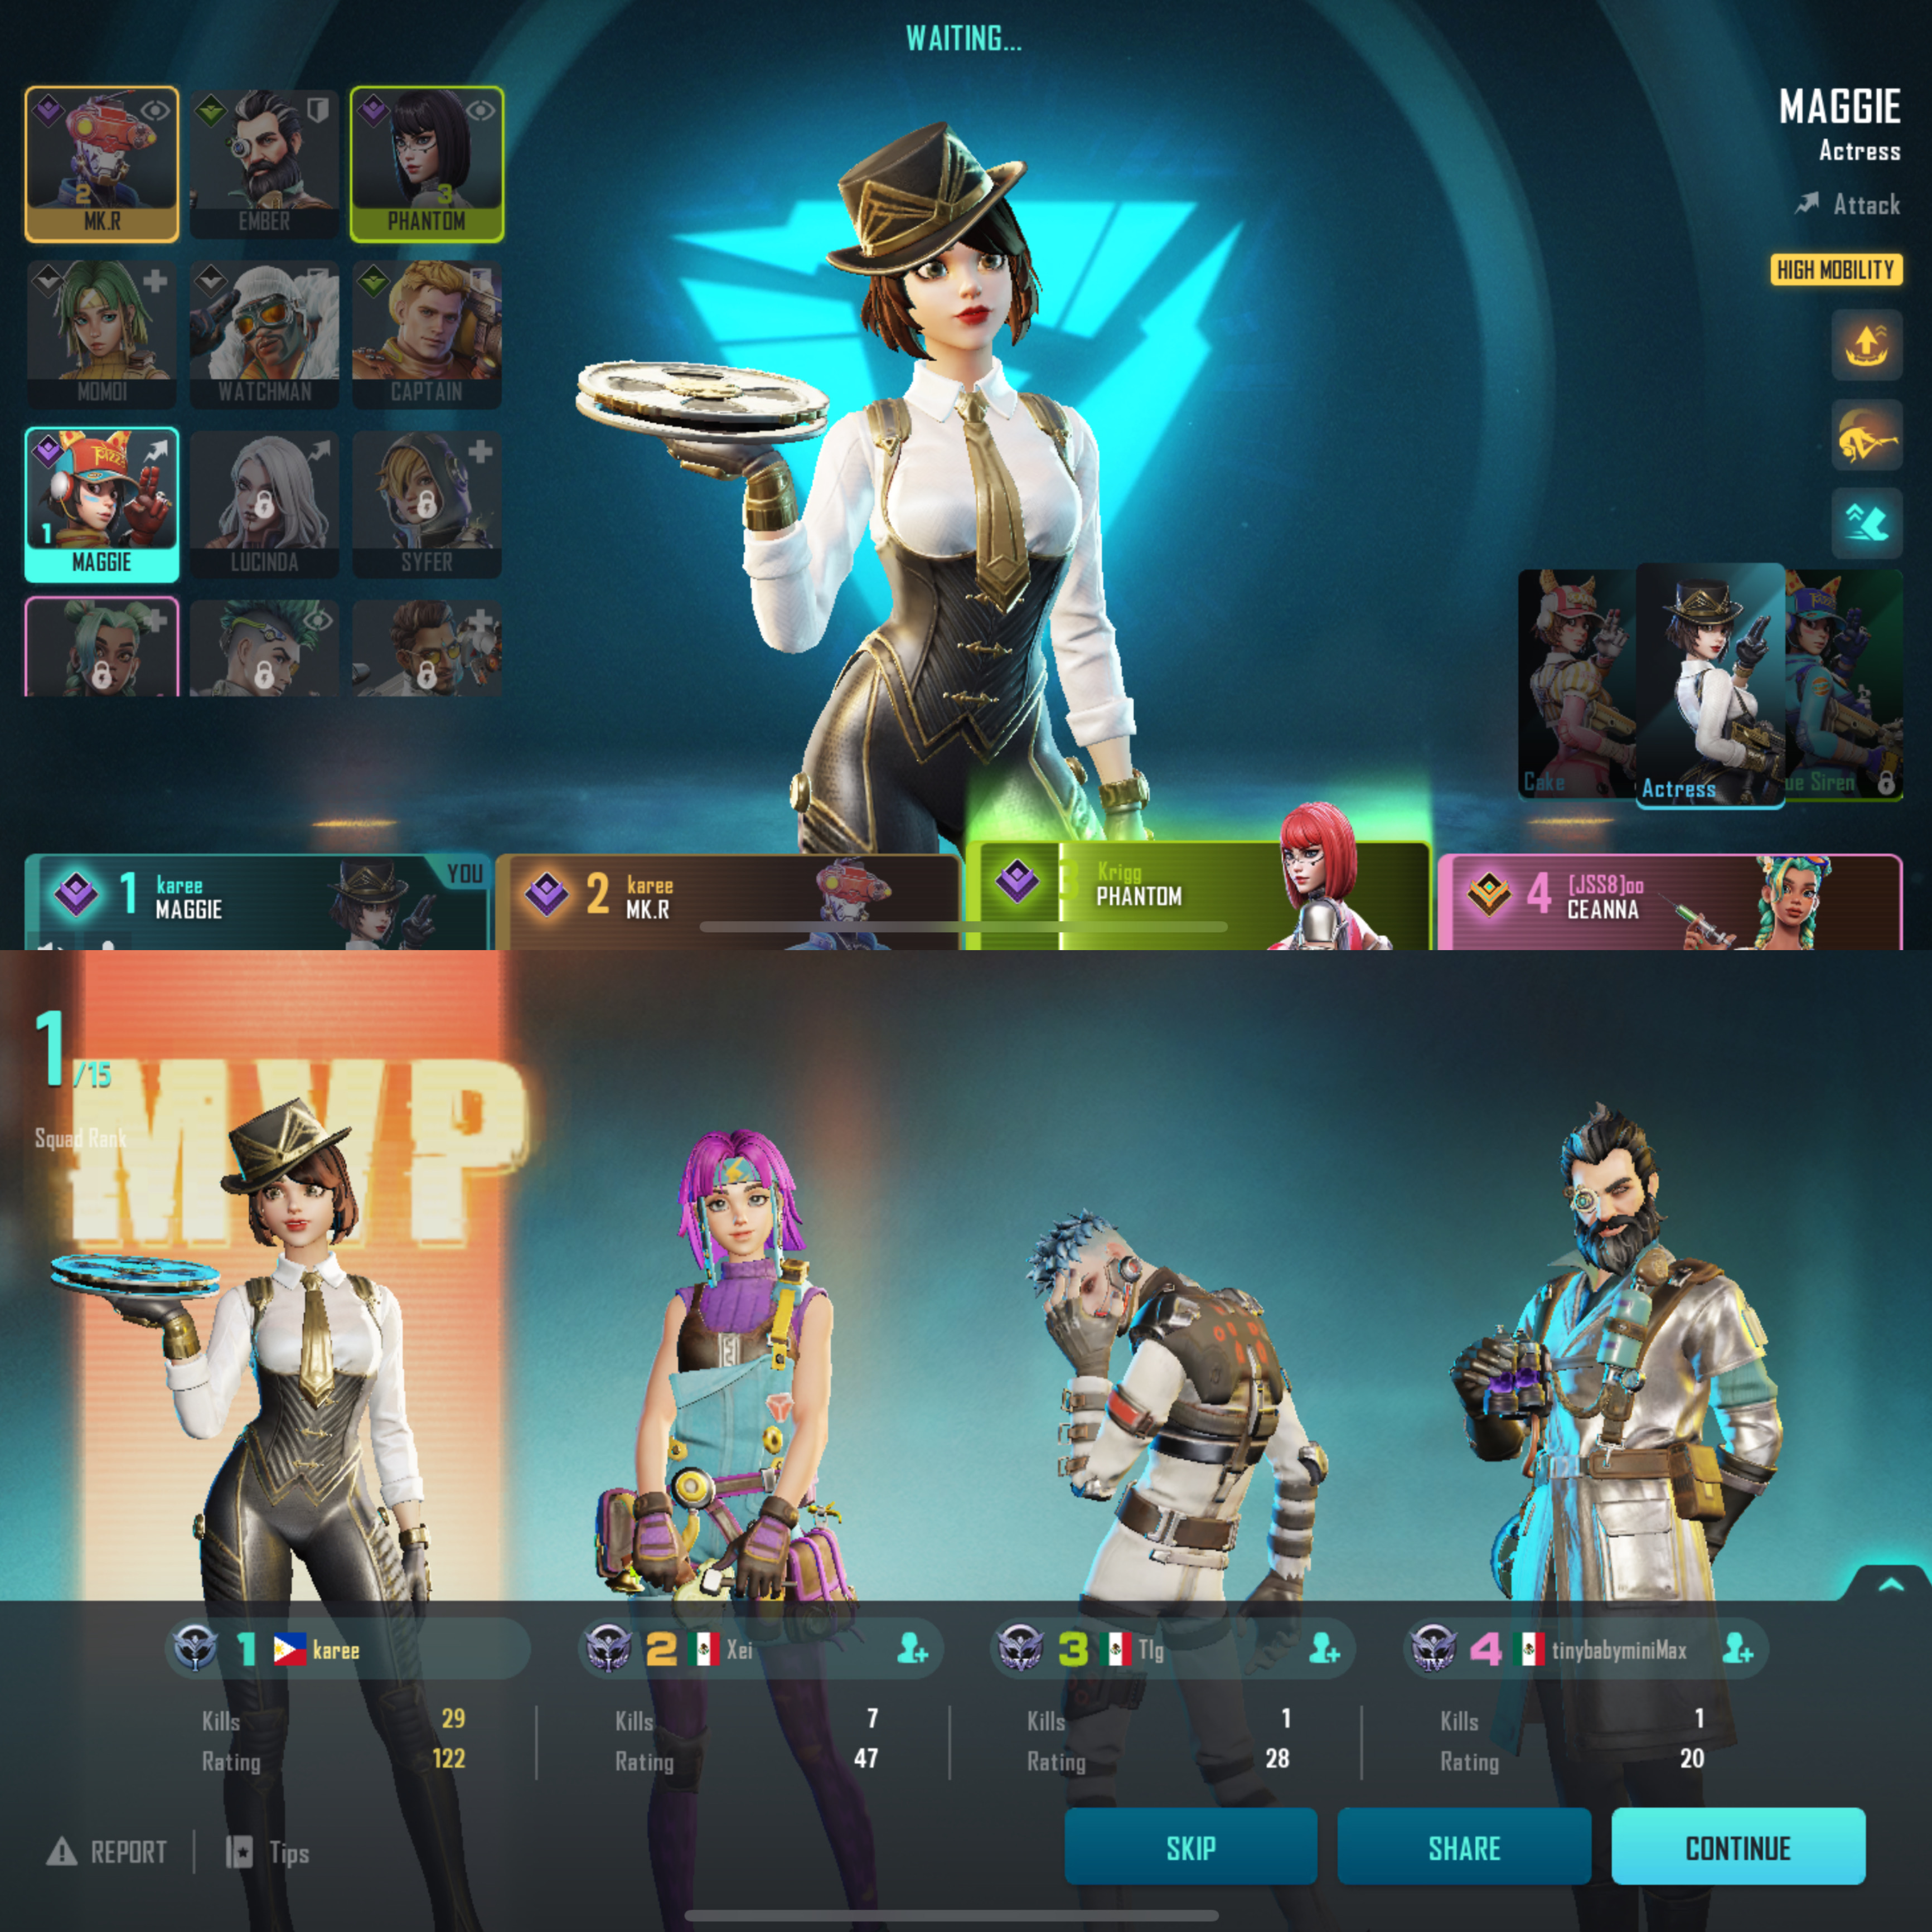 WAITING...
MAGGIE
Actress
Attack
HIGH MOBILITY
2
MK.R
EMBER
3
PHANTOM
MOMOI
WATCHMAN
CAPTAIN
PIZZA
1
MAGGIE
LUCINDA
SYFER
Cake
Actress
ue Siren
1 karee
MAGGIE
YOU
2 karee
MK.R
3 Krigg
PHANTOM
4 [JSS8]oo
CEANNA
1/15
MVP
Squad Rank
I 1 karee
I 2 Xei
V 3 Tlg
IV 4 tinybabyminiMax
Kills 29
Rating 122
Kills 7
Rating 47
Kills 1
Rating 28
Kills 1
Rating 20
REPORT
Tips
SKIP
SHARE
CONTINUE